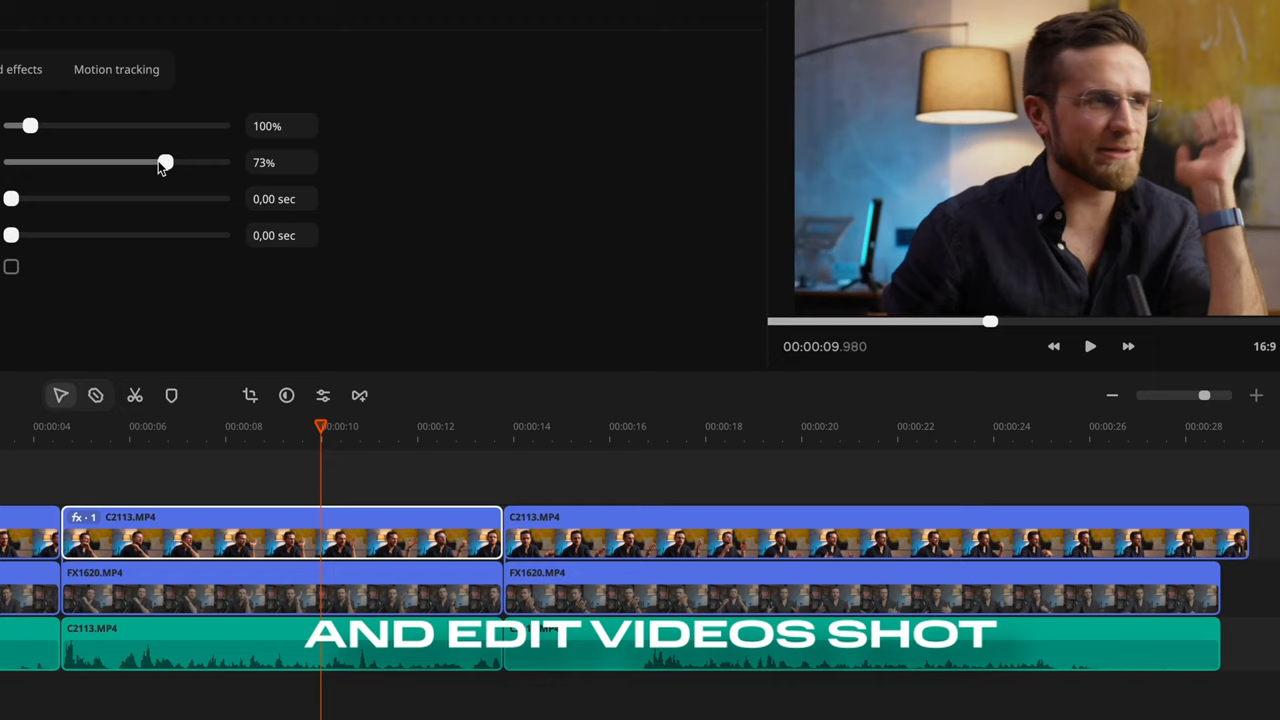 d effects
Motion tracking
100%
73%
0,00 sec
0,00 sec
00:00:09.980
16:9
00:00:04
00:00:06
00:00:08
00:00:10
00:00:12
00:00:14
00:00:16
00:00:18
00:00:20
00:00:22
00:00:24
00:00:26
00:00:28
fx · 1 C2113.MP4
C2113.MP4
FX1620.MP4
FX1620.MP4
C2113.MP4
AND EDIT VIDEOS SHOT